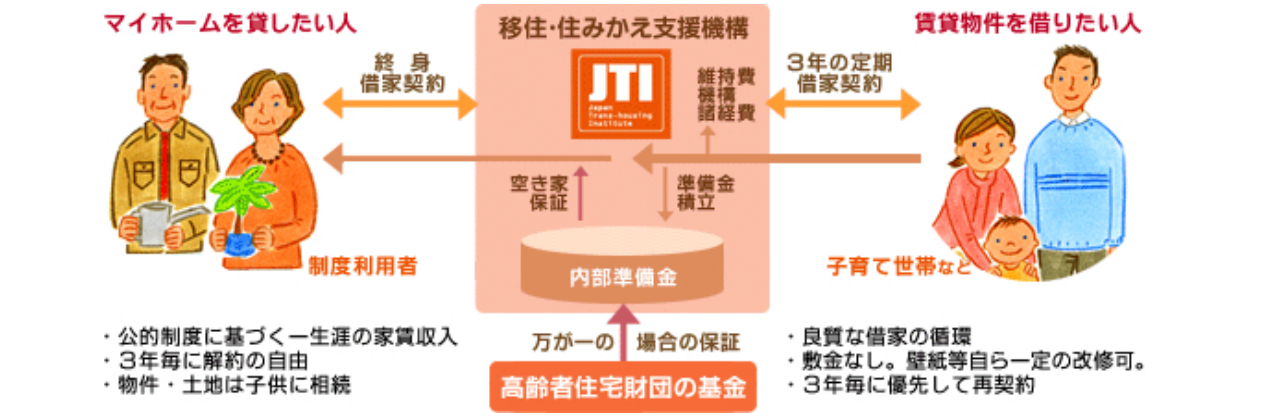 マイホームを貸したい人
移住・住みかえ支援機構
賃貸物件を借りたい人
終身
借家契約
JTI
Japan
Trans-housing
Institute
維持費
機構
諸経費
3年の定期
借家契約
空き家
保証
準備金
積立
内部準備金
制度利用者
子育て世帯など
・公的制度に基づく一生涯の家賃収入
・3年毎に解約の自由
・物件・土地は子供に相続
万が一の 場合の保証
高齢者住宅財団の基金
・良質な借家の循環
・敷金なし。壁紙等自ら一定の改修可。
・3年毎に優先して再契約